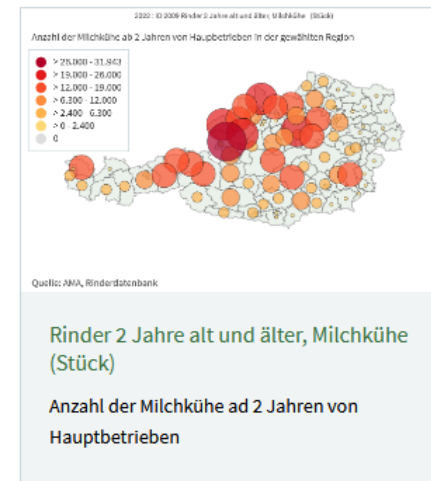 2022 : ID 2009 Rinder 2 Jahre alt und älter, Milchkühe (Stück)
Anzahl der Milchkühe ab 2 Jahren von Haupbetrieben in der gewählten Region
> 26.000 - 31.943
> 19.000 - 26.000
> 12.000 - 19.000
> 6.300 - 12.000
> 2.400 - 6.300
> 0 - 2.400
0
Quelle: AMA, Rinderdatenbank
Rinder 2 Jahre alt und älter, Milchkühe
(Stück)
Anzahl der Milchkühe ad 2 Jahren von
Hauptbetrieben